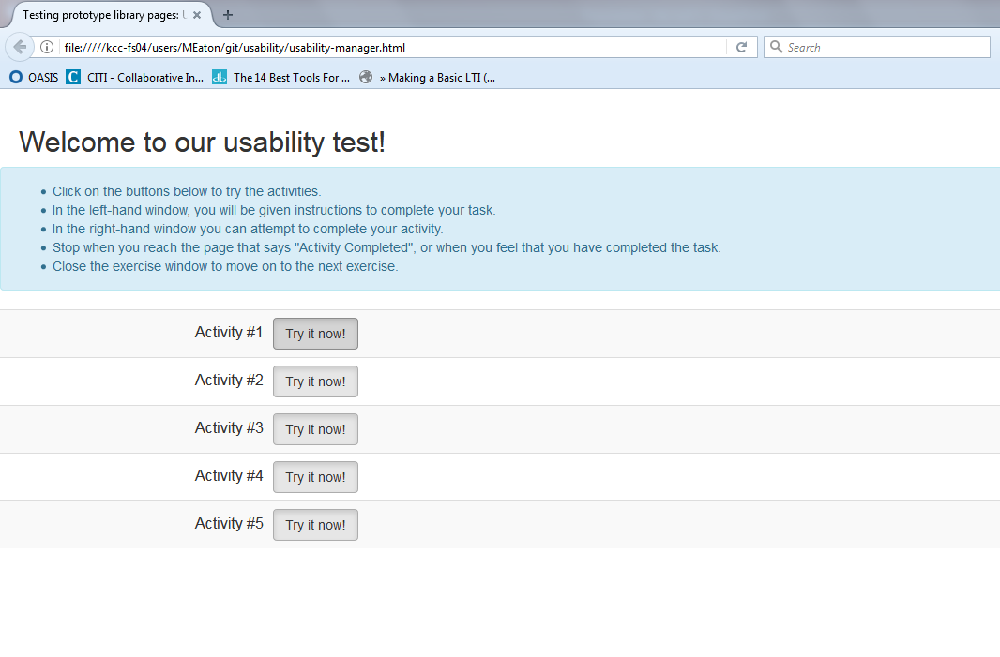 Testing prototype library pages:
file://///kcc-fs04/users/MEaton/git/usability/usability-manager.html
Search
OASIS
C CITI - Collaborative In...
The 14 Best Tools For ...
» Making a Basic LTI (...
Welcome to our usability test!
• Click on the buttons below to try the activities.
• In the left-hand window, you will be given instructions to complete your task.
• In the right-hand window you can attempt to complete your activity.
• Stop when you reach the page that says "Activity Completed", or when you feel that you have completed the task.
• Close the exercise window to move on to the next exercise.
Activity #1 Try it now!
Activity #2 Try it now!
Activity #3 Try it now!
Activity #4 Try it now!
Activity #5 Try it now!